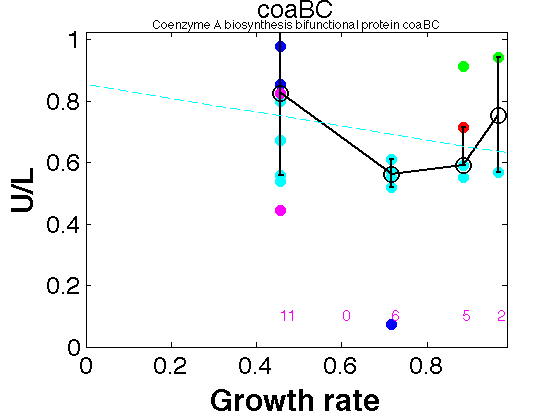 coaBC
Coenzyme A biosynthesis bifunctional protein coaBC
U/L
1
0.8
0.6
0.4
0.2
0
11 0 6 5 2
0 0.2 0.4 0.6 0.8
Growth rate